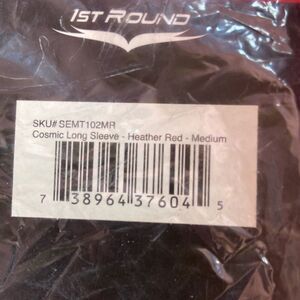 1ST ROUND
SKU# SEMT102MR
Cosmic Long Sleeve - Heather Red - Medium
7 38964 37604 5